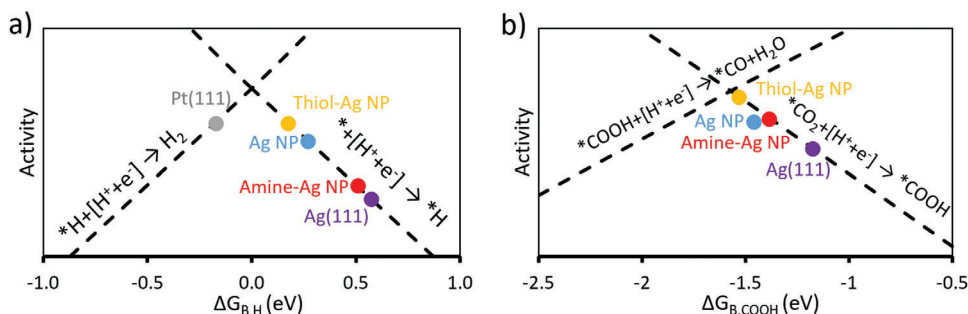 a)
Activity
Pt(111)
Thiol-Ag NP
Ag NP
Amine-Ag NP
Ag(111)
*H+[H⁺+e⁻] → H₂
*+[H⁺+e⁻] → *H
-1.0 -0.5 0.0 0.5 1.0
ΔG_B,H (eV)
b)
Activity
*COOH+[H⁺+e⁻] → *CO+H₂O
Thiol-Ag NP
Ag NP
Amine-Ag NP
Ag(111)
*CO₂+[H⁺+e⁻] → *COOH
-2.5 -2 -1.5 -1 -0.5
ΔG_B,COOH (eV)